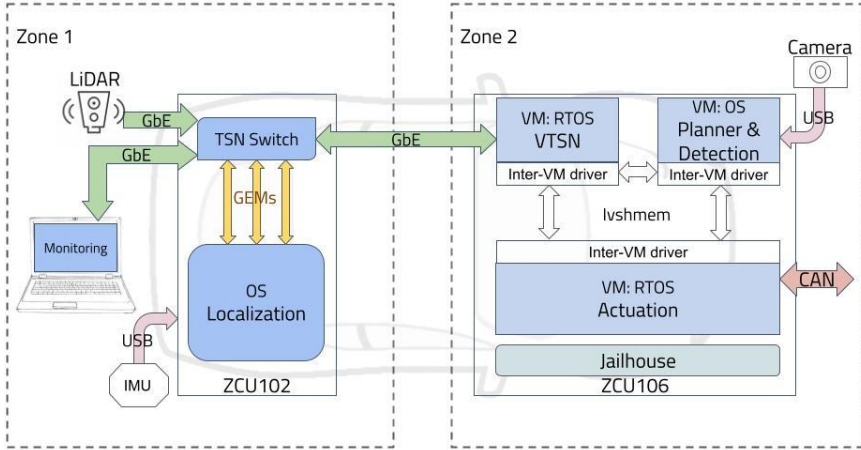 Zone 1
LiDAR
GbE
TSN Switch
GbE
GEMs
Monitoring
OS
Localization
USB
IMU
ZCU102
GbE
Zone 2
Camera
USB
VM: RTOS
VTSN
Inter-VM driver
VM: OS
Planner &
Detection
Inter-VM driver
Ivshmem
Inter-VM driver
VM: RTOS
Actuation
CAN
Jailhouse
ZCU106